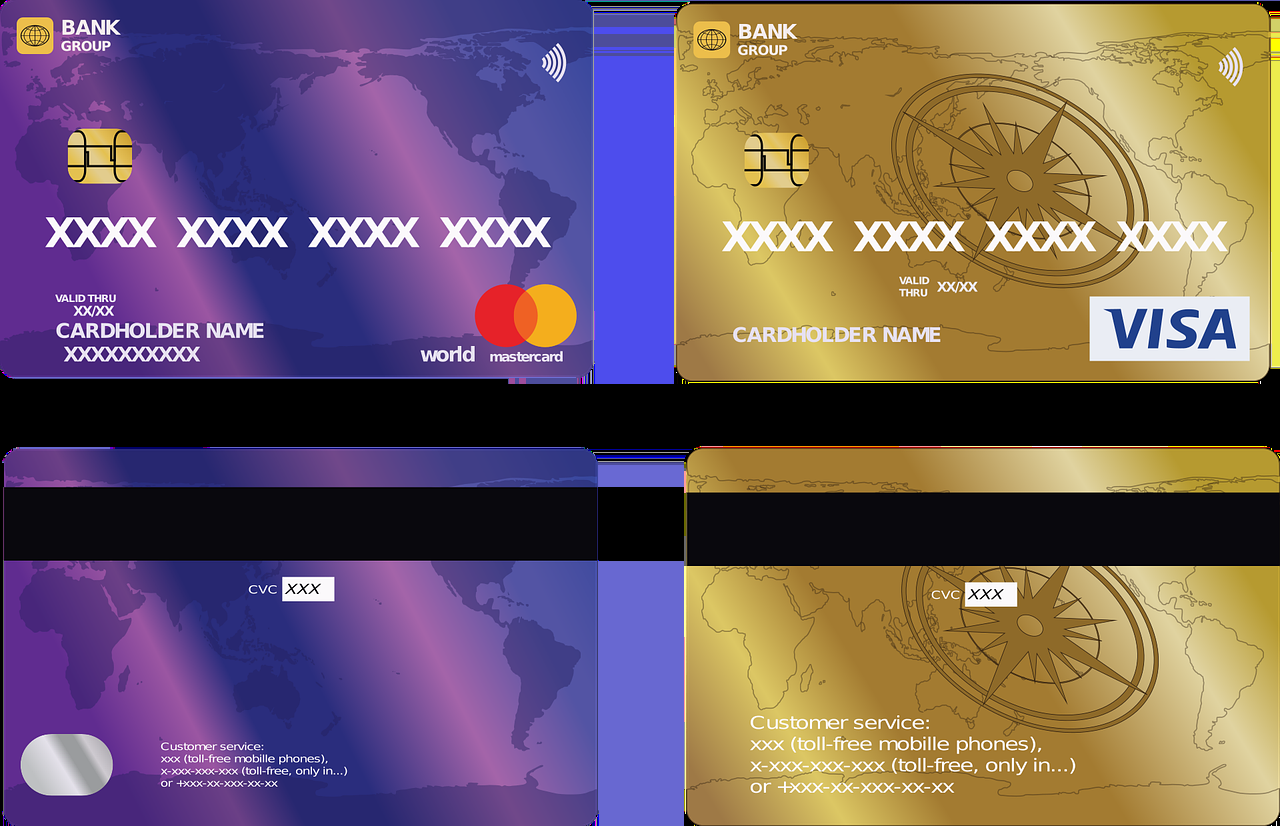 BANK
GROUP
XXXX XXXX XXXX XXXX
VALID THRU
XX/XX
CARDHOLDER NAME
XXXXXXXXXX
world mastercard
BANK
GROUP
XXXX XXXX XXXX XXXX
VALID
THRU XX/XX
CARDHOLDER NAME
VISA
CVC XXX
Customer service:
xxx (toll-free mobille phones),
x-xxx-xxx-xxx (toll-free, only in...)
or +xxx-xx-xxx-xx-xx
CVC XXX
Customer service:
xxx (toll-free mobille phones),
x-xxx-xxx-xxx (toll-free, only in...)
or +xxx-xx-xxx-xx-xx